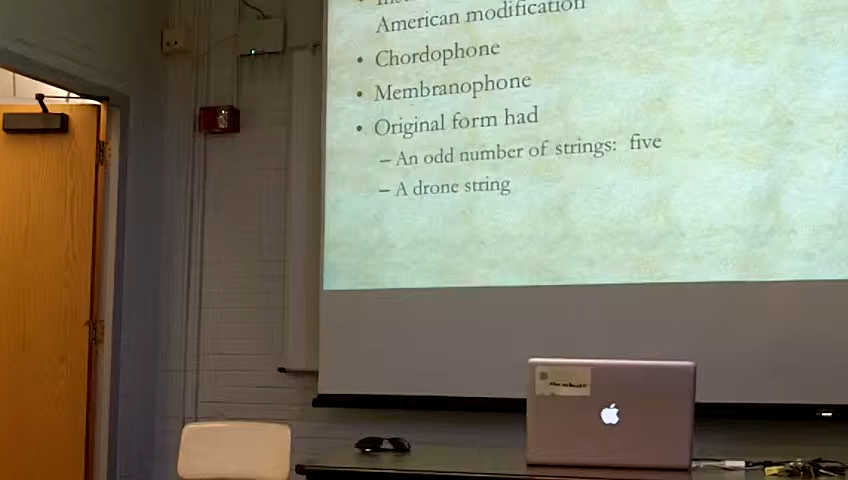 American modification
• Chordophone
• Membranophone
• Original form had
– An odd number of strings: five
– A drone string